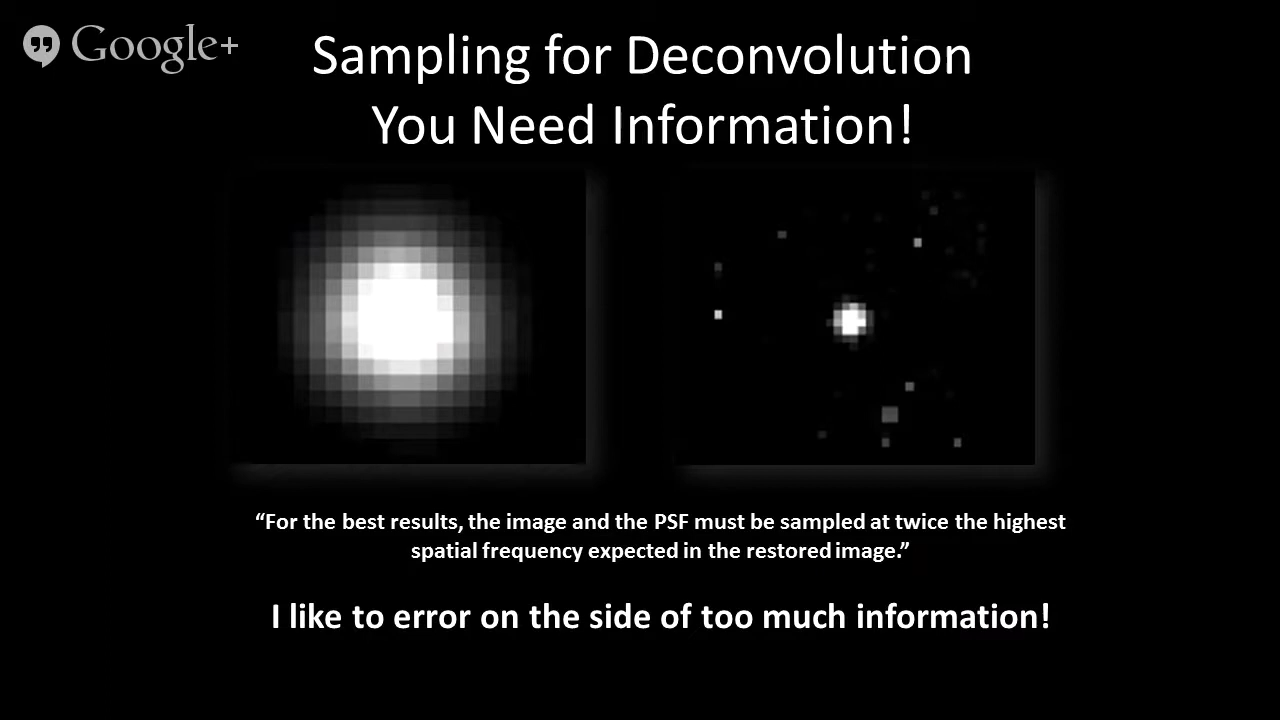 Google+
Sampling for Deconvolution
You Need Information!
“For the best results, the image and the PSF must be sampled at twice the highest
spatial frequency expected in the restored image.”
I like to error on the side of too much information!